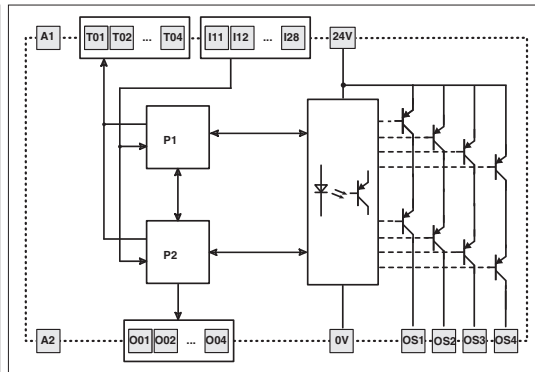 A1 T01 T02 ... T04 I11 I12 ... I28 24V
P1
P2
A2 O01 O02 ... O04 0V OS1 OS2 OS3 OS4